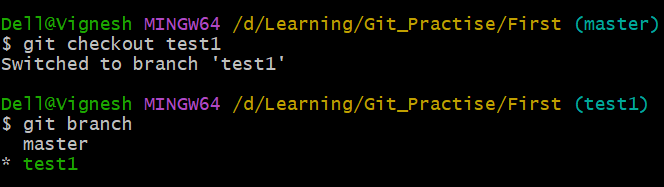 Dell@Vignesh MINGW64 /d/Learning/Git_Practise/First (master)
$ git checkout test1
Switched to branch 'test1'
Dell@Vignesh MINGW64 /d/Learning/Git_Practise/First (test1)
$ git branch
  master
* test1